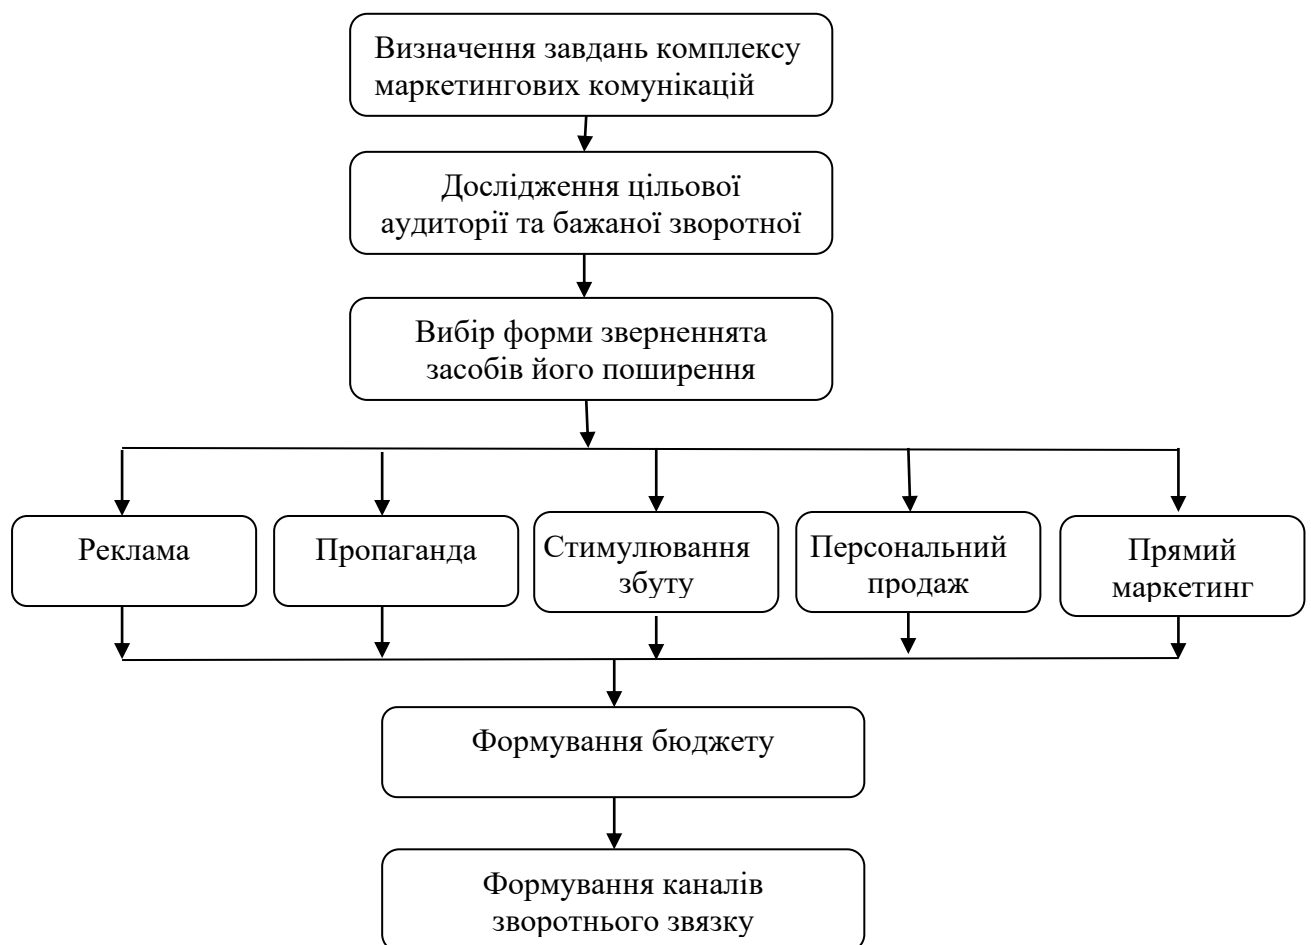 Визначення завдань комплексу
маркетингових комунікацій
Дослідження цільової
аудиторії та бажаної зворотної
Вибір форми зверненнята
засобів його поширення
Реклама
Пропаганда
Стимулювання
збуту
Персональний
продаж
Прямий
маркетинг
Формування бюджету
Формування каналів
зворотнього звязку